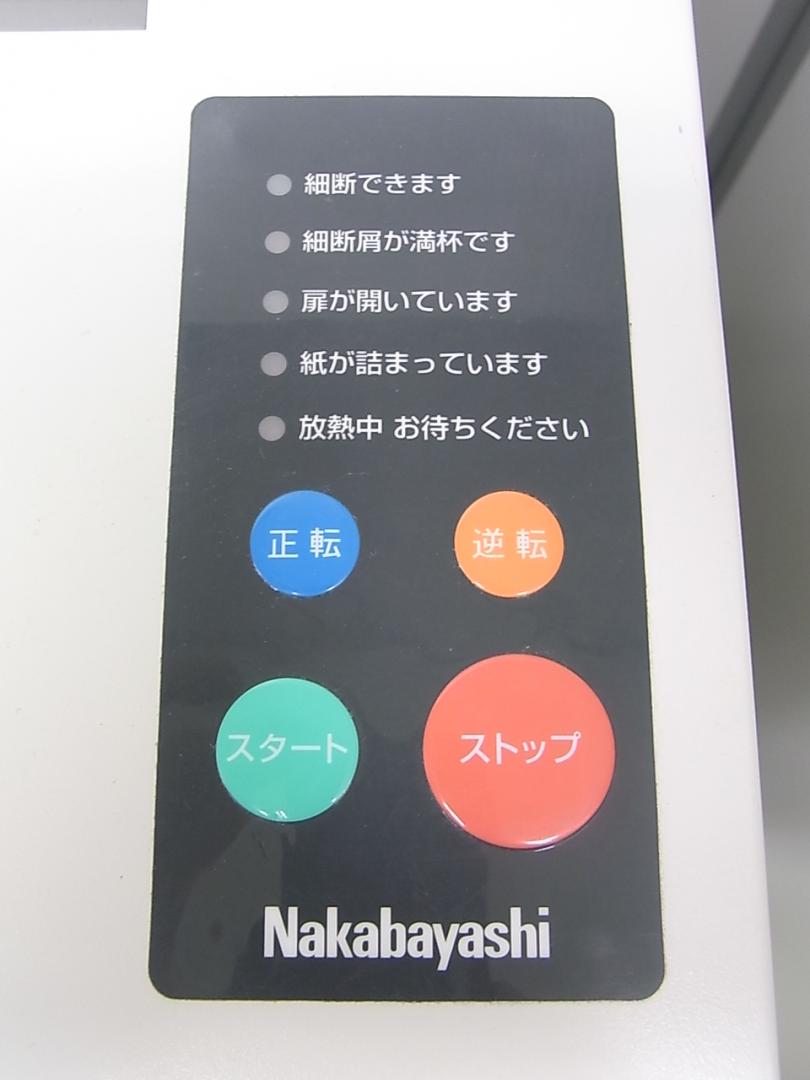 細断できます
細断屑が満杯です
扉が開いています
紙が詰まっています
放熱中 お待ちください
正転 逆転
スタート ストップ
Nakabayashi